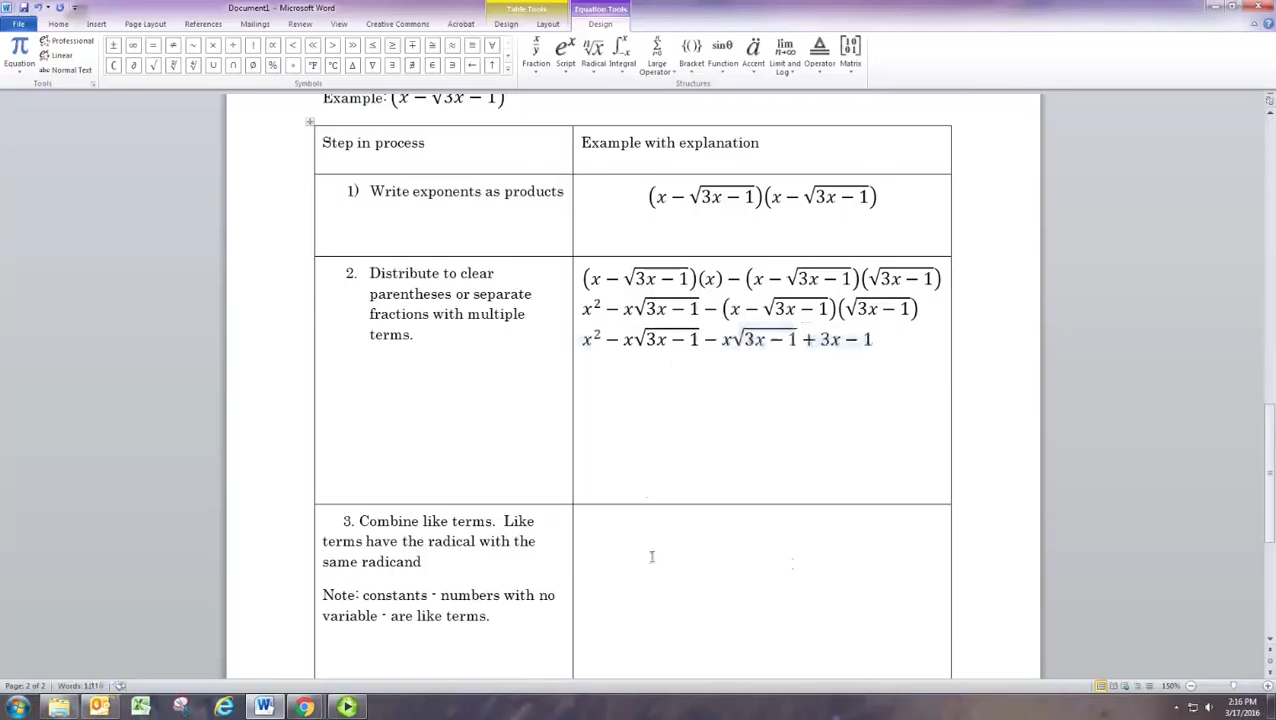 Document1 - Microsoft Word
Table Tools
Equation Tools
File Home Insert Page Layout References Mailings Review View Creative Commons Acrobat Design Layout Design
Professional
Linear
Normal Text
Equation
Tools
± ∞ = ≠ ~ × ÷ ! ∝ < ≪ > ≫ ≤ ≥ ∓ ≅ ≈ ≡ ∀
∁ ∂ √ ∛ ∜ ∪ ∩ ∅ % ° °F °C ∆ ∇ ∃ ∄ ∈ ∋ ← ↑
Symbols
Fraction Script Radical Integral Large Operator Bracket Function Accent Limit and Log Operator Matrix
Structures
Example: (x − √3x − 1)
Step in process
Example with explanation
1) Write exponents as products
(x − √(3x − 1))(x − √(3x − 1))
2. Distribute to clear
parentheses or separate
fractions with multiple
terms.
(x − √(3x − 1))(x) − (x − √(3x − 1))(√(3x − 1))
x² − x√(3x − 1) − (x − √(3x − 1))(√(3x − 1))
x² − x√(3x − 1) − x√(3x − 1) + 3x − 1
3. Combine like terms. Like
terms have the radical with the
same radicand
Note: constants - numbers with no
variable - are like terms.
Page: 2 of 2
150%
2:16 PM
3/17/2016